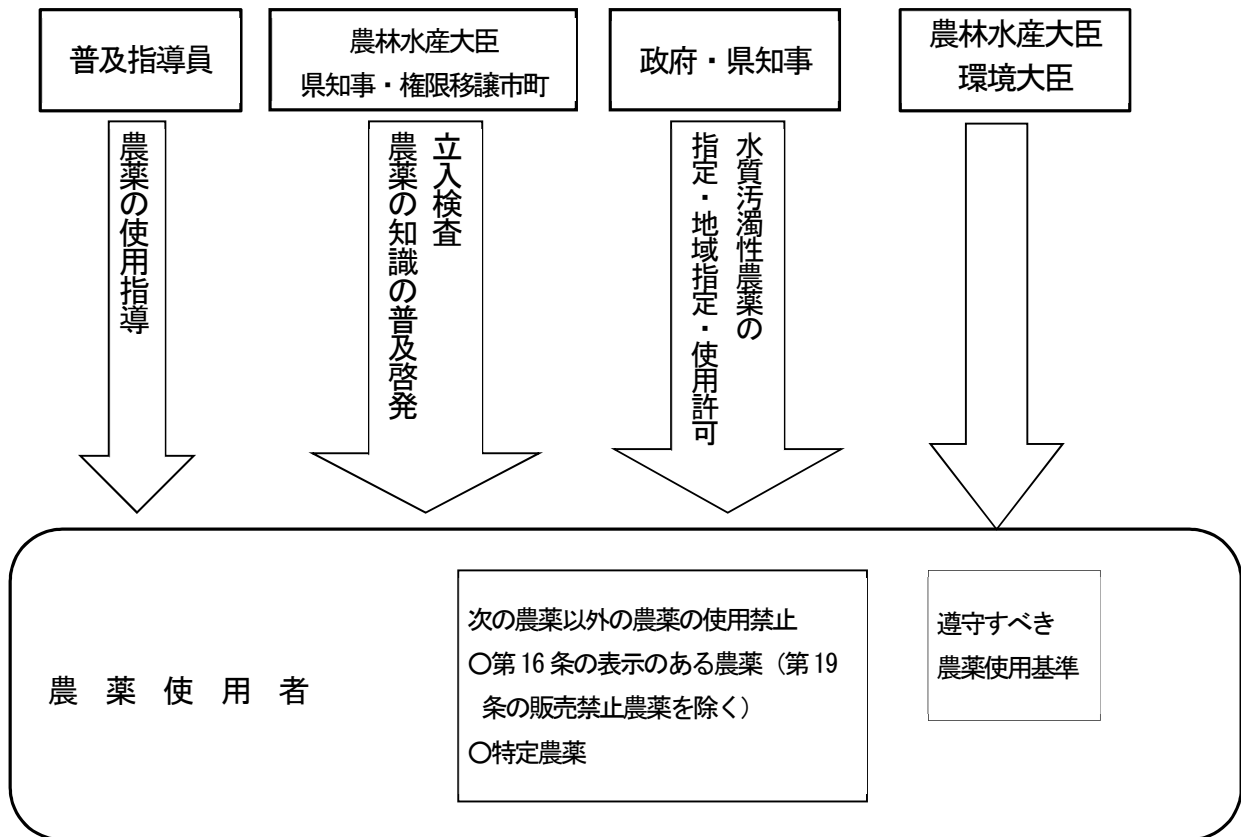 普及指導員
農林水産大臣
県知事・権限移譲市町
政府・県知事
農林水産大臣
環境大臣
農薬の使用指導
立入検査
農薬の知識の普及啓発
水質汚濁性農薬の
指定・地域指定・使用許可
農薬使用者
次の農薬以外の農薬の使用禁止
〇第16条の表示のある農薬（第19
条の販売禁止農薬を除く）
〇特定農薬
遵守すべき
農薬使用基準